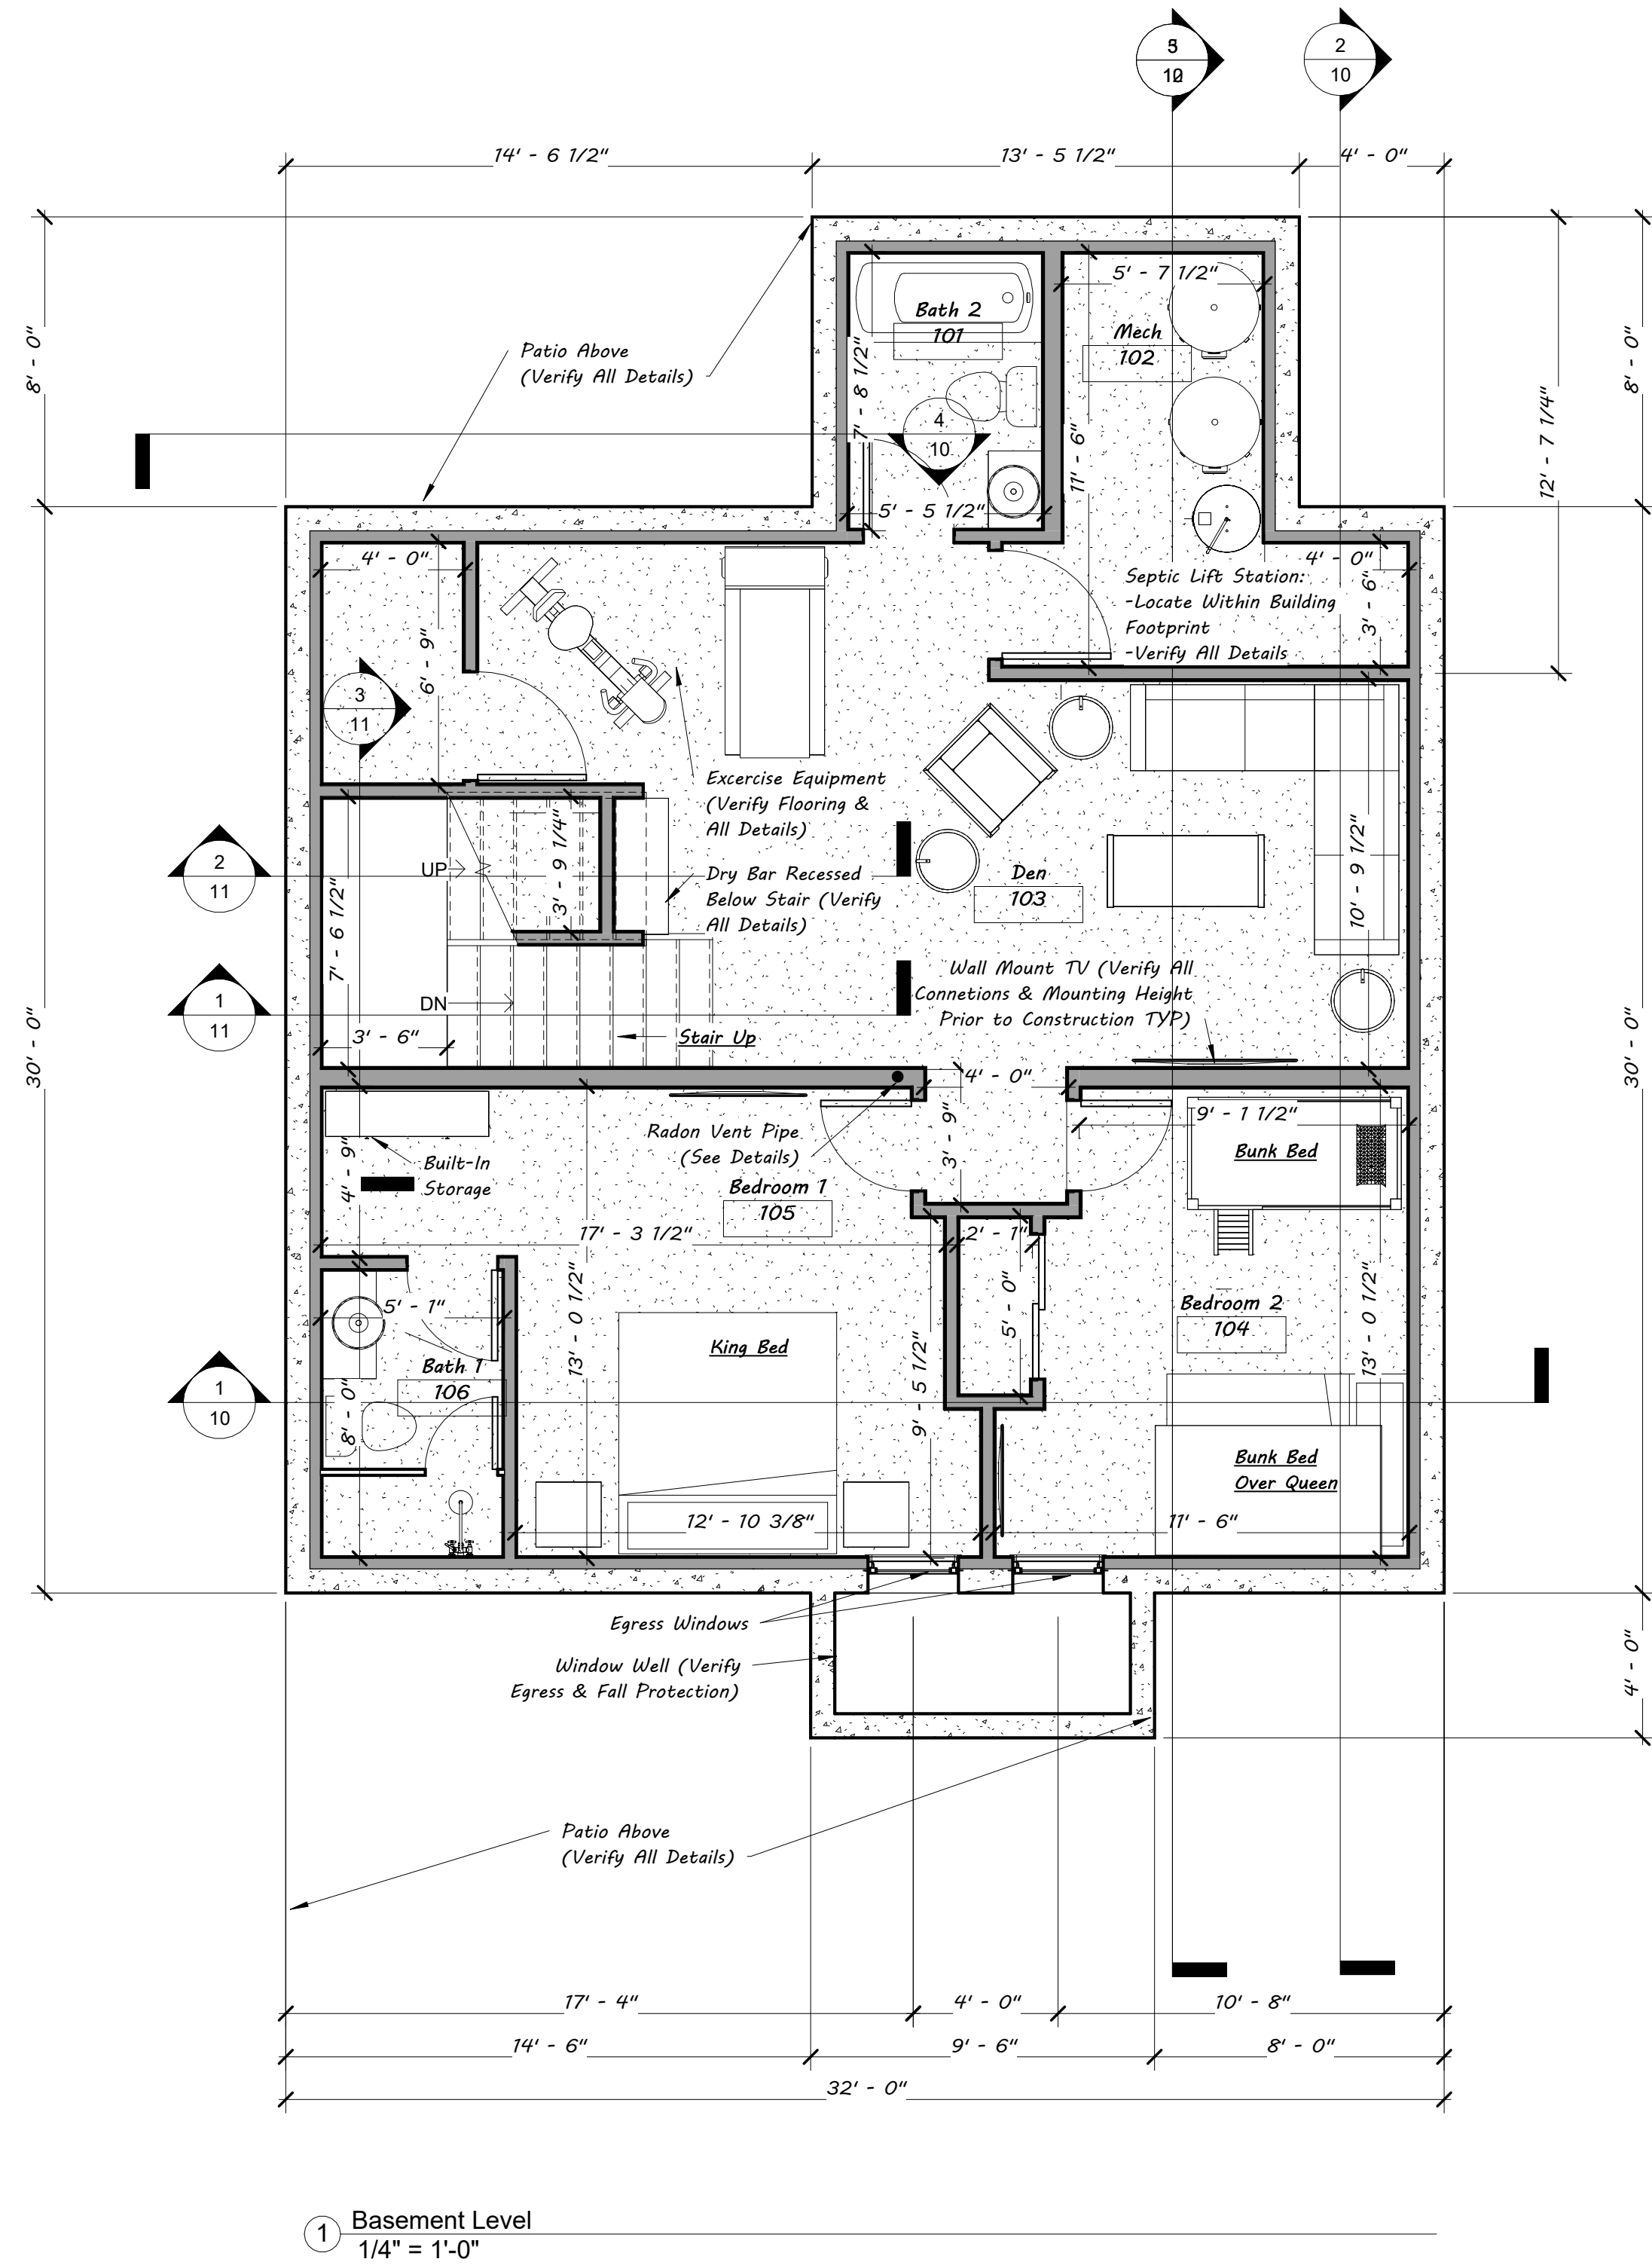 3
10
2
10
14' - 6 1/2"
13' - 5 1/2"
4' - 0"
8' - 0"
8' - 0"
12' - 7 1/4"
5' - 7 1/2"
Bath 2
101
Mech
102
7' - 8 1/2"
11' - 6"
Patio Above
(Verify All Details)
4
10
5' - 5 1/2"
4' - 0"
4' - 0"
3' - 6"
Septic Lift Station:
-Locate Within Building
Footprint
-Verify All Details
6' - 9"
3
11
Excercise Equipment
(Verify Flooring &
All Details)
2
11
UP
3' - 9 1/4"
Dry Bar Recessed
Below Stair (Verify
All Details)
Den
103
10' - 9 1/2"
7' - 6 1/2"
Wall Mount TV (Verify All
Connetions & Mounting Height
Prior to Construction TYP)
1
11
DN
3' - 6"
Stair Up
30' - 0"
30' - 0"
4' - 0"
9' - 1 1/2"
Radon Vent Pipe
(See Details)
3' - 9"
Bunk Bed
4' - 9"
Built-In
Storage
Bedroom 1
105
17' - 3 1/2"
2' - 1"
5' - 1"
13' - 0 1/2"
5' - 0"
Bedroom 2
104
13' - 0 1/2"
King Bed
9' - 5 1/2"
Bath 1
106
1
10
8' - 0"
Bunk Bed
Over Queen
12' - 10 3/8"
11' - 6"
Egress Windows
Window Well (Verify
Egress & Fall Protection)
4' - 0"
Patio Above
(Verify All Details)
17' - 4"
4' - 0"
10' - 8"
14' - 6"
9' - 6"
8' - 0"
32' - 0"
1
Basement Level
1/4" = 1'-0"